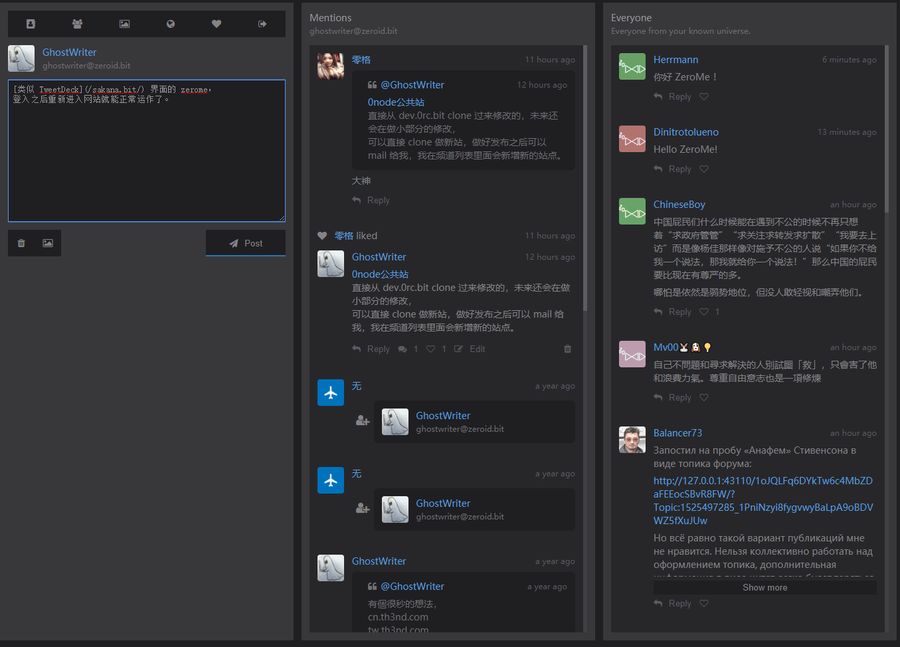 GhostWriter
ghostwriter@zeroid.bit
[类似 TweetDeck](/sakana.bit/) 界面的 zerome，
登入之后重新进入网站就能正常运作了。
Post
Mentions
ghostwriter@zeroid.bit
零格
11 hours ago
@GhostWriter
12 hours ago
0node公共站
直接从 dev.0rc.bit clone 过来修改的，未来还
会在做小部分的修改，
可以直接 clone 做新站，做好发布之后可以
mail 给我，我在频道列表里面会新增新的站点。
大神
Reply
零格 liked
11 hours ago
GhostWriter
12 hours ago
0node公共站
直接从 dev.0rc.bit clone 过来修改的，未来还会在做
小部分的修改，
可以直接 clone 做新站，做好发布之后可以 mail 给
我，我在频道列表里面会新增新的站点。
Reply 1 1 Edit
无
a year ago
GhostWriter
ghostwriter@zeroid.bit
无
a year ago
GhostWriter
ghostwriter@zeroid.bit
GhostWriter
a year ago
@GhostWriter
a year ago
有個很秒的想法，
cn.th3nd.com
tw.th3nd.com
Everyone
Everyone from your known universe.
Herrmann
6 minutes ago
你好 ZeroMe！
Reply
Dinitrotolueno
13 minutes ago
Hello ZeroMe!
Reply
ChineseBoy
an hour ago
中国屁民们什么时候能在遇到不公的时候不再只想
着“求政府管管”“求关注求转发求扩散”“我要去上
访”而是像杨佳那样像对施予不公的人说“如果你不给
我一个说法，那我就给你一个说法！”那么中国的屁民
要比现在有尊严的多。
哪怕是依然是弱势地位，但没人敢轻视和嘲弄他们。
Reply 1
Mv00
an hour ago
自己不問題和尋求解決的人別試圖「救」，只會害了他
和浪費力氣。尊重自由意志也是一項修煉
Reply
Balancer73
an hour ago
Запостил на пробу «Анафем» Стивенсона в
виде топика форума:
http://127.0.0.1:43110/1oJQLFq6DYkTw6c4MbZD
aFEEocSBvR8FW/?
Topic:1525497285_1PniNzyi8fygvwyBaLpA9oBDV
WZ5fXuJUw
Но всё равно такой вариант публикаций мне
не нравится. Нельзя коллективно работать над
оформлением топика, дополнительная
Show more
Reply